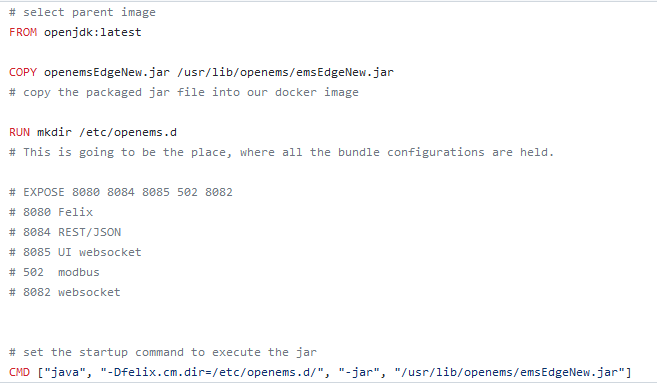 # select parent image
FROM openjdk:latest
COPY openemsEdgeNew.jar /usr/lib/openems/emsEdgeNew.jar
# copy the packaged jar file into our docker image
RUN mkdir /etc/openems.d
# This is going to be the place, where all the bundle configurations are held.
# EXPOSE 8080 8084 8085 502 8082
# 8080 Felix
# 8084 REST/JSON
# 8085 UI websocket
# 502  modbus
# 8082 websocket
# set the startup command to execute the jar
CMD ["java", "-Dfelix.cm.dir=/etc/openems.d/", "-jar", "/usr/lib/openems/emsEdgeNew.jar"]